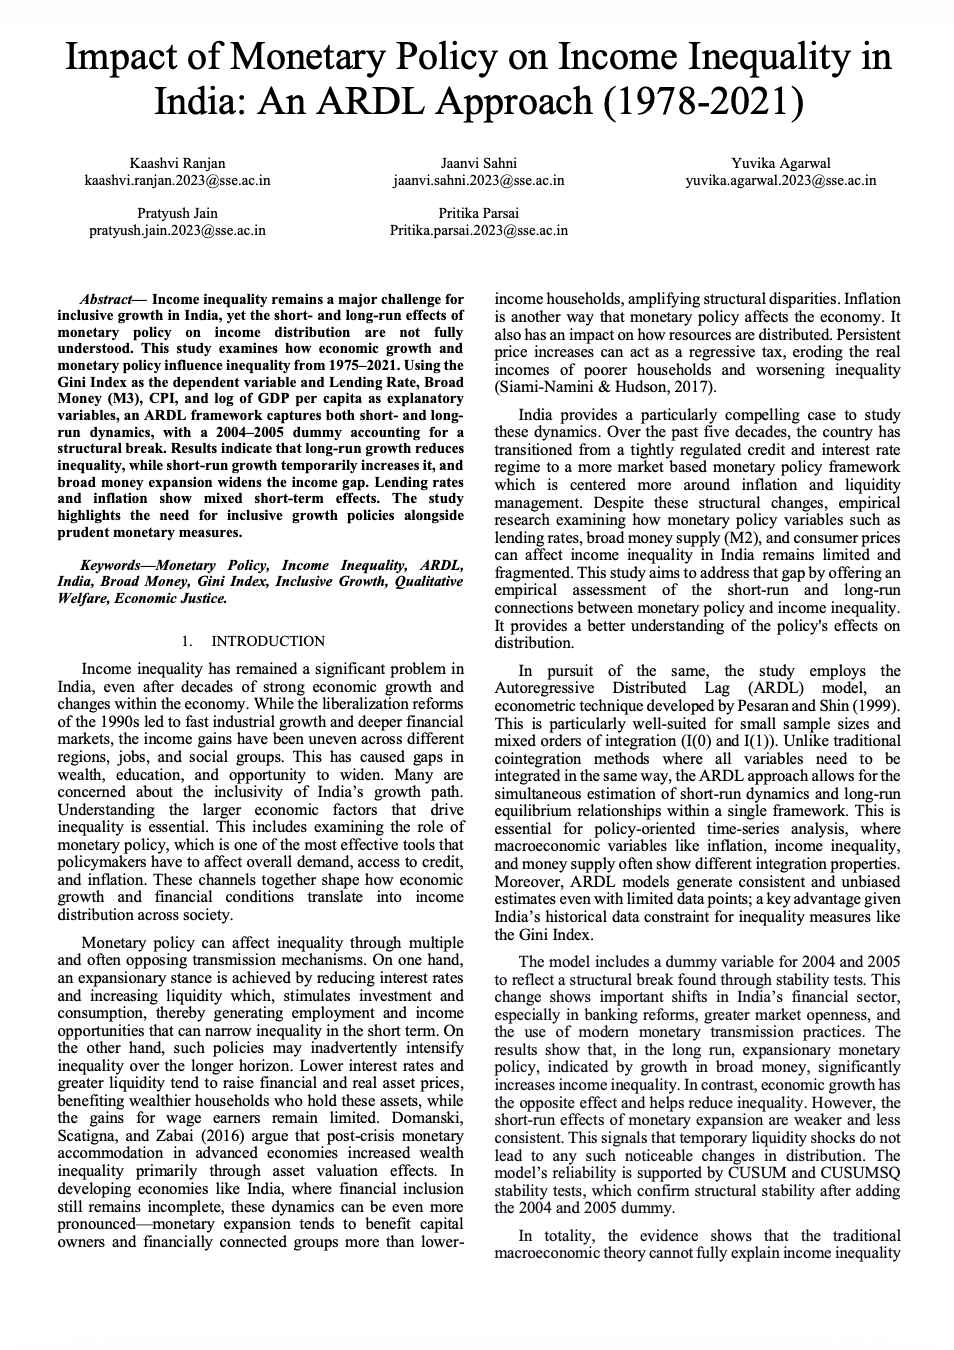 Impact of Monetary Policy on Income Inequality in
India: An ARDL Approach (1978-2021)
Kaashvi Ranjan
kaashvi.ranjan.2023@sse.ac.in
Jaanvi Sahni
jaanvi.sahni.2023@sse.ac.in
Yuvika Agarwal
yuvika.agarwal.2023@sse.ac.in
Pratyush Jain
pratyush.jain.2023@sse.ac.in
Pritika Parsai
Pritika.parsai.2023@sse.ac.in
Abstract— Income inequality remains a major challenge for
inclusive growth in India, yet the short- and long-run effects of
monetary policy on income distribution are not fully
understood. This study examines how economic growth and
monetary policy influence inequality from 1975–2021. Using the
Gini Index as the dependent variable and Lending Rate, Broad
Money (M3), CPI, and log of GDP per capita as explanatory
variables, an ARDL framework captures both short- and long-
run dynamics, with a 2004–2005 dummy accounting for a
structural break. Results indicate that long-run growth reduces
inequality, while short-run growth temporarily increases it, and
broad money expansion widens the income gap. Lending rates
and inflation show mixed short-term effects. The study
highlights the need for inclusive growth policies alongside
prudent monetary measures.
Keywords—Monetary Policy, Income Inequality, ARDL,
India, Broad Money, Gini Index, Inclusive Growth, Qualitative
Welfare, Economic Justice.
1. INTRODUCTION
Income inequality has remained a significant problem in
India, even after decades of strong economic growth and
changes within the economy. While the liberalization reforms
of the 1990s led to fast industrial growth and deeper financial
markets, the income gains have been uneven across different
regions, jobs, and social groups. This has caused gaps in
wealth, education, and opportunity to widen. Many are
concerned about the inclusivity of India’s growth path.
Understanding the larger economic factors that drive
inequality is essential. This includes examining the role of
monetary policy, which is one of the most effective tools that
policymakers have to affect overall demand, access to credit,
and inflation. These channels together shape how economic
growth and financial conditions translate into income
distribution across society.
Monetary policy can affect inequality through multiple
and often opposing transmission mechanisms. On one hand,
an expansionary stance is achieved by reducing interest rates
and increasing liquidity which, stimulates investment and
consumption, thereby generating employment and income
opportunities that can narrow inequality in the short term. On
the other hand, such policies may inadvertently intensify
inequality over the longer horizon. Lower interest rates and
greater liquidity tend to raise financial and real asset prices,
benefiting wealthier households who hold these assets, while
the gains for wage earners remain limited. Domanski,
Scatigna, and Zabai (2016) argue that post-crisis monetary
accommodation in advanced economies increased wealth
inequality primarily through asset valuation effects. In
developing economies like India, where financial inclusion
still remains incomplete, these dynamics can be even more
pronounced—monetary expansion tends to benefit capital
owners and financially connected groups more than lower-
income households, amplifying structural disparities. Inflation
is another way that monetary policy affects the economy. It
also has an impact on how resources are distributed. Persistent
price increases can act as a regressive tax, eroding the real
incomes of poorer households and worsening inequality
(Siami-Namini & Hudson, 2017).
India provides a particularly compelling case to study
these dynamics. Over the past five decades, the country has
transitioned from a tightly regulated credit and interest rate
regime to a more market based monetary policy framework
which is centered more around inflation and liquidity
management. Despite these structural changes, empirical
research examining how monetary policy variables such as
lending rates, broad money supply (M2), and consumer prices
can affect income inequality in India remains limited and
fragmented. This study aims to address that gap by offering an
empirical assessment of the short-run and long-run
connections between monetary policy and income inequality.
It provides a better understanding of the policy's effects on
distribution.
In pursuit of the same, the study employs the
Autoregressive Distributed Lag (ARDL) model, an
econometric technique developed by Pesaran and Shin (1999).
This is particularly well-suited for small sample sizes and
mixed orders of integration (I(0) and I(1)). Unlike traditional
cointegration methods where all variables need to be
integrated in the same way, the ARDL approach allows for the
simultaneous estimation of short-run dynamics and long-run
equilibrium relationships within a single framework. This is
essential for policy-oriented time-series analysis, where
macroeconomic variables like inflation, income inequality,
and money supply often show different integration properties.
Moreover, ARDL models generate consistent and unbiased
estimates even with limited data points; a key advantage given
India’s historical data constraint for inequality measures like
the Gini Index.
The model includes a dummy variable for 2004 and 2005
to reflect a structural break found through stability tests. This
change shows important shifts in India’s financial sector,
especially in banking reforms, greater market openness, and
the use of modern monetary transmission practices. The
results show that, in the long run, expansionary monetary
policy, indicated by growth in broad money, significantly
increases income inequality. In contrast, economic growth has
the opposite effect and helps reduce inequality. However, the
short-run effects of monetary expansion are weaker and less
consistent. This signals that temporary liquidity shocks do not
lead to any such noticeable changes in distribution. The
model’s reliability is supported by CUSUM and CUSUMSQ
stability tests, which confirm structural stability after adding
the 2004 and 2005 dummy.
In totality, the evidence shows that the traditional
macroeconomic theory cannot fully explain income inequality